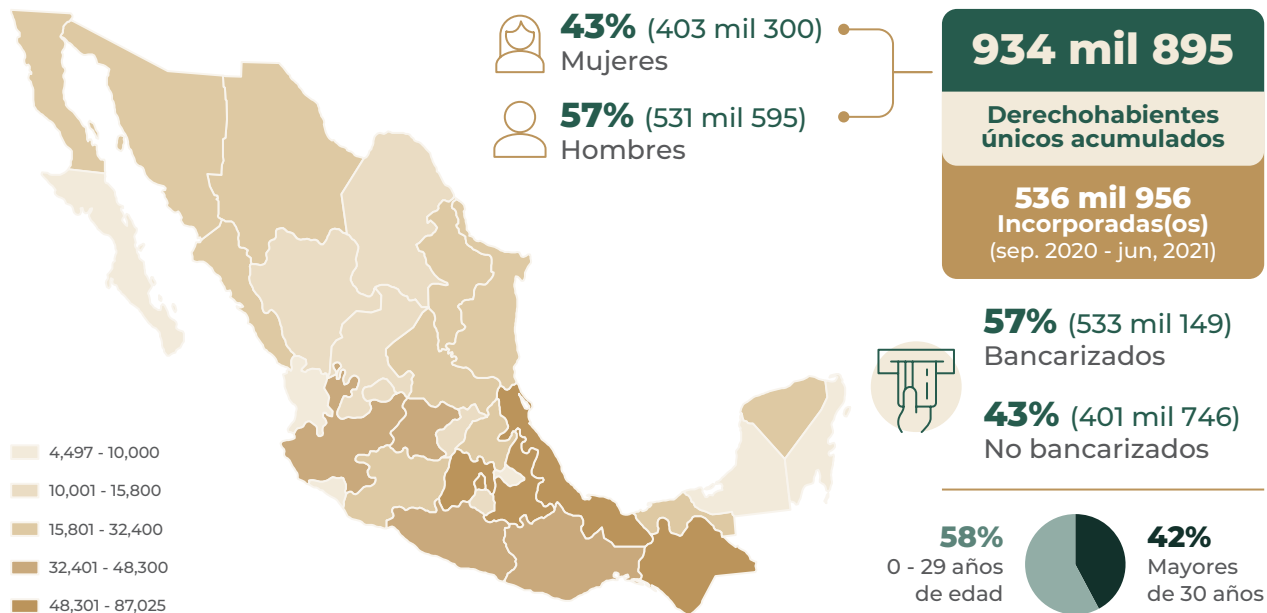 43% (403 mil 300)
Mujeres
57% (531 mil 595)
Hombres
934 mil 895
Derechohabientes
únicos acumulados
536 mil 956
Incorporadas(os)
(sep. 2020 - jun, 2021)
57% (533 mil 149)
Bancarizados
43% (401 mil 746)
No bancarizados
4,497 - 10,000
10,001 - 15,800
15,801 - 32,400
32,401 - 48,300
48,301 - 87,025
58%
0 - 29 años
de edad
42%
Mayores
de 30 años